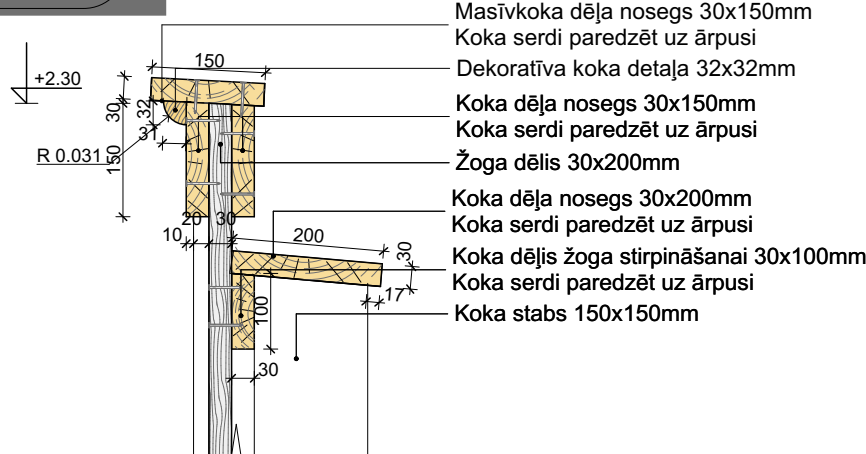 Masīvkoka dēļa nosegs 30x150mm
Koka serdi paredzēt uz ārpusi
Dekoratīva koka detaļa 32x32mm
Koka dēļa nosegs 30x150mm
Koka serdi paredzēt uz ārpusi
Žoga dēlis 30x200mm
Koka dēļa nosegs 30x200mm
Koka serdi paredzēt uz ārpusi
Koka dēļis žoga stirpināšanai 30x100mm
Koka serdi paredzēt uz ārpusi
Koka stabs 150x150mm
+2.30
150
30
32
31
R 0.031
150
20
30
10
200
30
17
100
30